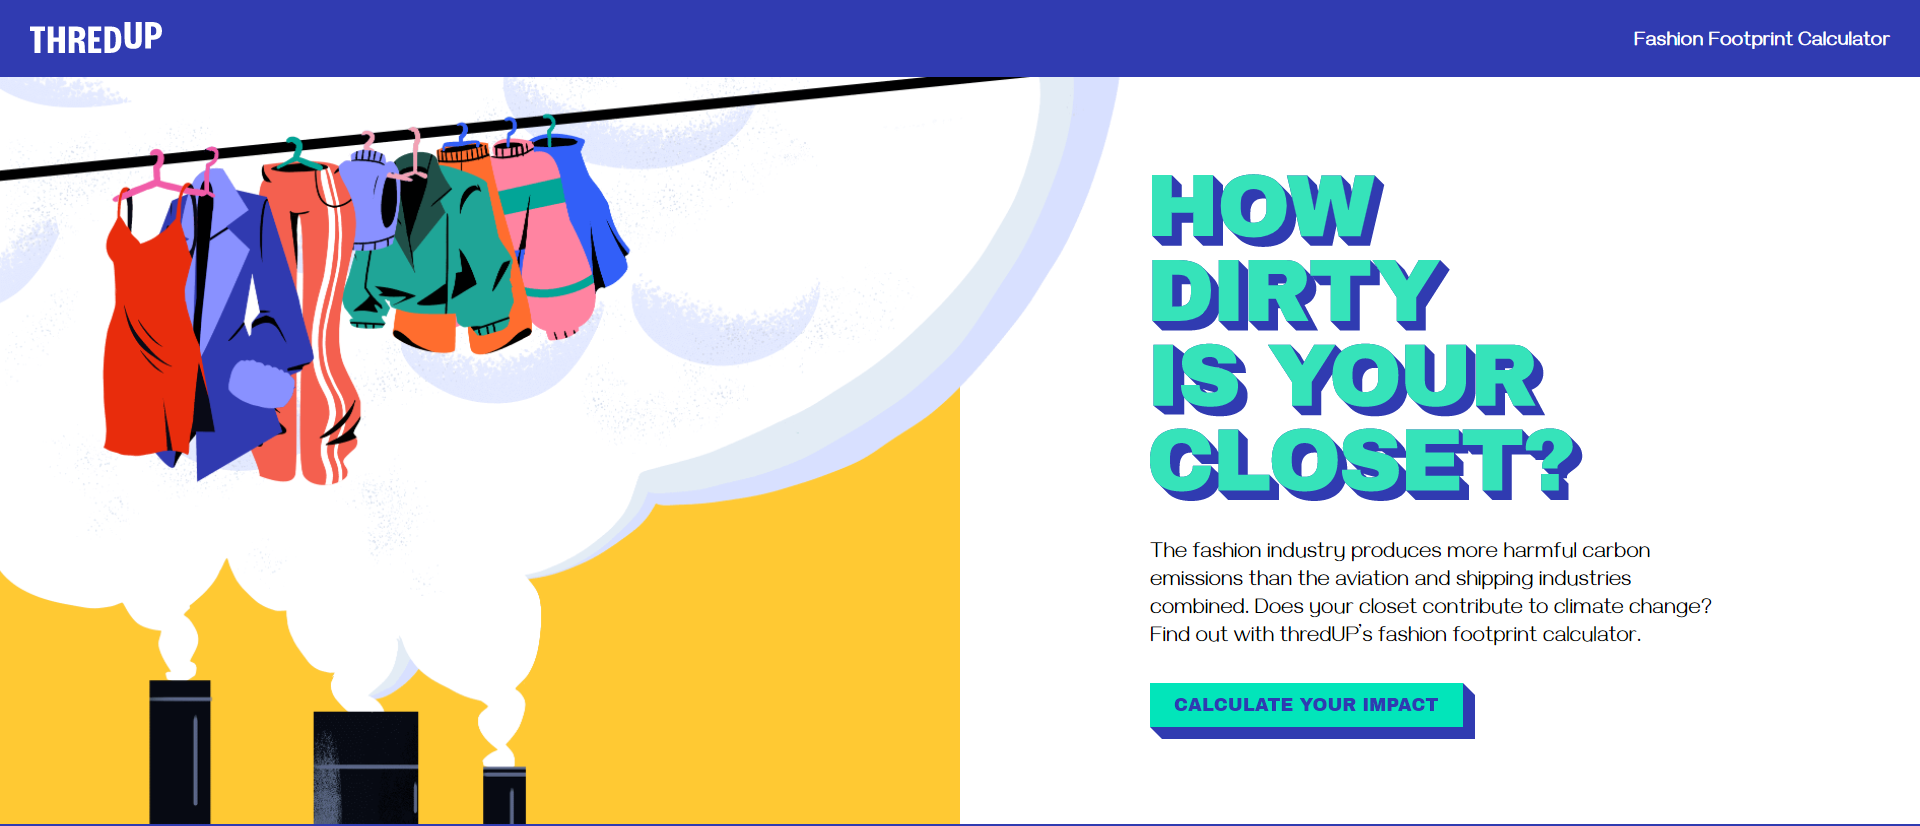 THREDUP
Fashion Footprint Calculator
HOW
DIRTY
IS YOUR
CLOSET?
The fashion industry produces more harmful carbon
emissions than the aviation and shipping industries
combined. Does your closet contribute to climate change?
Find out with thredUP's fashion footprint calculator.
CALCULATE YOUR IMPACT